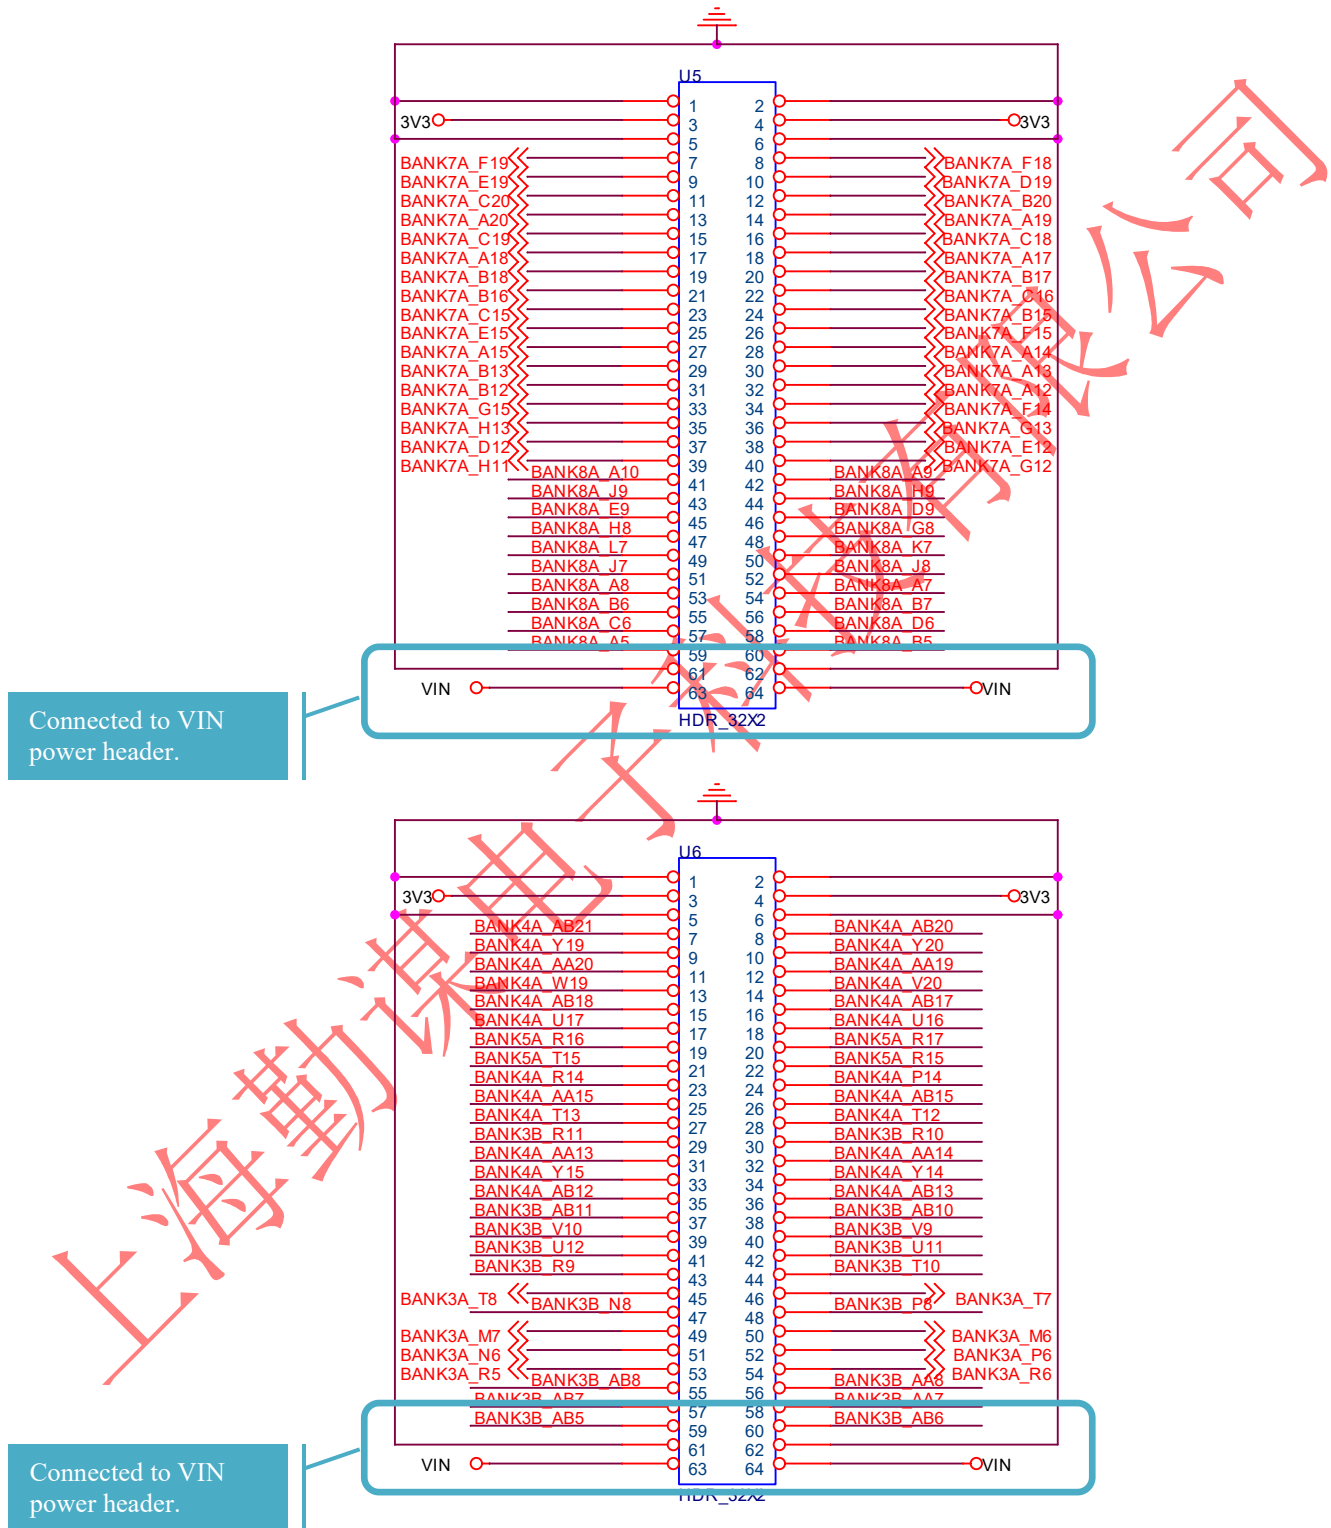 U5
1 2
3V3 3 4 3V3
5 6
BANK7A_F19 7 8 BANK7A_F18
BANK7A_E19 9 10 BANK7A_D19
BANK7A_C20 11 12 BANK7A_B20
BANK7A_A20 13 14 BANK7A_A19
BANK7A_C19 15 16 BANK7A_C18
BANK7A_A18 17 18 BANK7A_A17
BANK7A_B18 19 20 BANK7A_B17
BANK7A_B16 21 22 BANK7A_C16
BANK7A_C15 23 24 BANK7A_B15
BANK7A_E15 25 26 BANK7A_F15
BANK7A_A15 27 28 BANK7A_A14
BANK7A_B13 29 30 BANK7A_A13
BANK7A_B12 31 32 BANK7A_A12
BANK7A_G15 33 34 BANK7A_F14
BANK7A_H13 35 36 BANK7A_G13
BANK7A_D12 37 38 BANK7A_E12
BANK7A_H11 39 40 BANK7A_G12
BANK8A_A10 41 42 BANK8A_A9
BANK8A_J9 43 44 BANK8A_H9
BANK8A_E9 45 46 BANK8A_D9
BANK8A_H8 47 48 BANK8A_G8
BANK8A_L7 49 50 BANK8A_K7
BANK8A_J7 51 52 BANK8A_J8
BANK8A_A8 53 54 BANK8A_A7
BANK8A_B6 55 56 BANK8A_B7
BANK8A_C6 57 58 BANK8A_D6
BANK8A_A5 59 60 BANK8A_B5
61 62
VIN 63 64 VIN
HDR_32X2
Connected to VIN
power header.
U6
1 2
3V3 3 4 3V3
5 6
BANK4A_AB21 7 8 BANK4A_AB20
BANK4A_Y19 9 10 BANK4A_Y20
BANK4A_AA20 11 12 BANK4A_AA19
BANK4A_W19 13 14 BANK4A_V20
BANK4A_AB18 15 16 BANK4A_AB17
BANK4A_U17 17 18 BANK4A_U16
BANK5A_R16 19 20 BANK5A_R17
BANK5A_T15 21 22 BANK5A_R15
BANK4A_R14 23 24 BANK4A_P14
BANK4A_AA15 25 26 BANK4A_AB15
BANK4A_T13 27 28 BANK4A_T12
BANK3B_R11 29 30 BANK3B_R10
BANK4A_AA13 31 32 BANK4A_AA14
BANK4A_Y15 33 34 BANK4A_Y14
BANK4A_AB12 35 36 BANK4A_AB13
BANK3B_AB11 37 38 BANK3B_AB10
BANK3B_V10 39 40 BANK3B_V9
BANK3B_U12 41 42 BANK3B_U11
BANK3B_R9 43 44 BANK3B_T10
BANK3A_T8 45 46 BANK3A_T7
BANK3B_N8 47 48 BANK3B_P8
BANK3A_M7 49 50 BANK3A_M6
BANK3A_N6 51 52 BANK3A_P6
BANK3A_R5 53 54 BANK3A_R6
BANK3B_AB8 55 56 BANK3B_AA8
BANK3B_AB7 57 58 BANK3B_AA7
BANK3B_AB5 59 60 BANK3B_AB6
61 62
VIN 63 64 VIN
HDR_32X2
Connected to VIN
power header.
上海勤谋电子科技有限公司